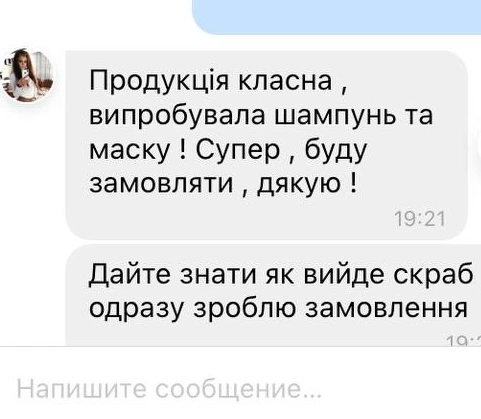 Продукція класна ,
випробувала шампунь та
маску ! Супер , буду
замовляти , дякую !
19:21
Дайте знати як вийде скраб
одразу зроблю замовлення
Напишите сообщение...